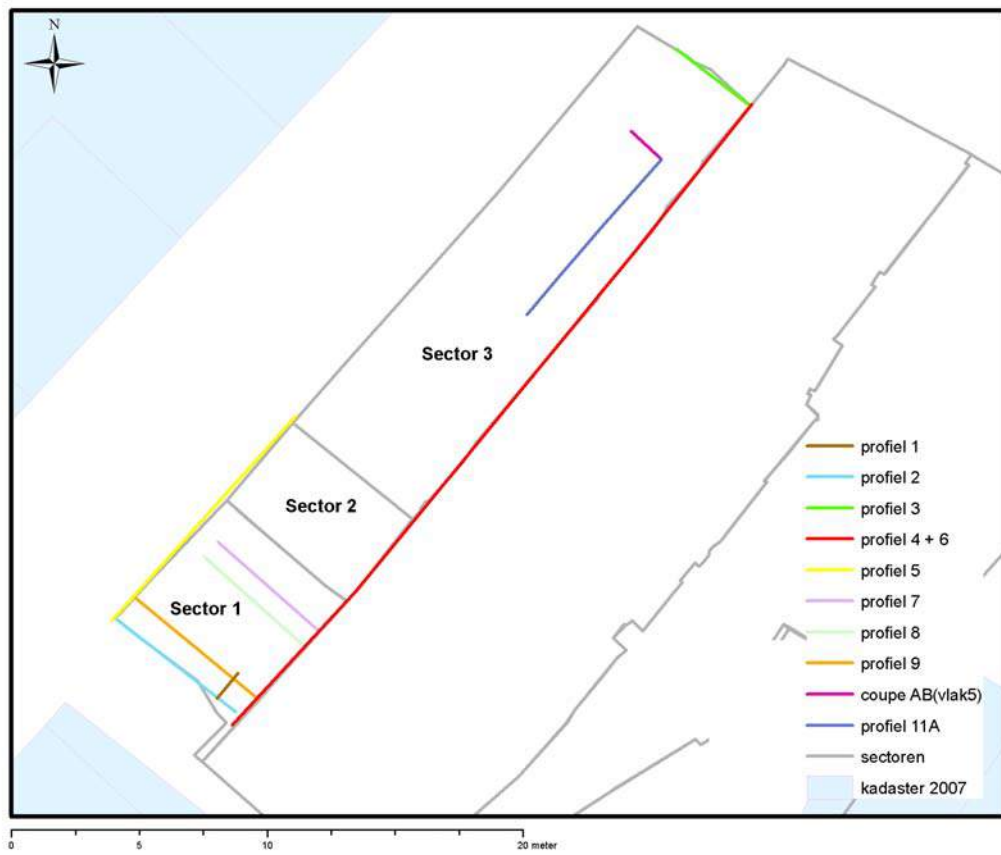 N
Sector 3
Sector 2
Sector 1
profiel 1
profiel 2
profiel 3
profiel 4 + 6
profiel 5
profiel 7
profiel 8
profiel 9
coupe AB(vlak5)
profiel 11A
sectoren
kadaster 2007
0 5 10 20 meter